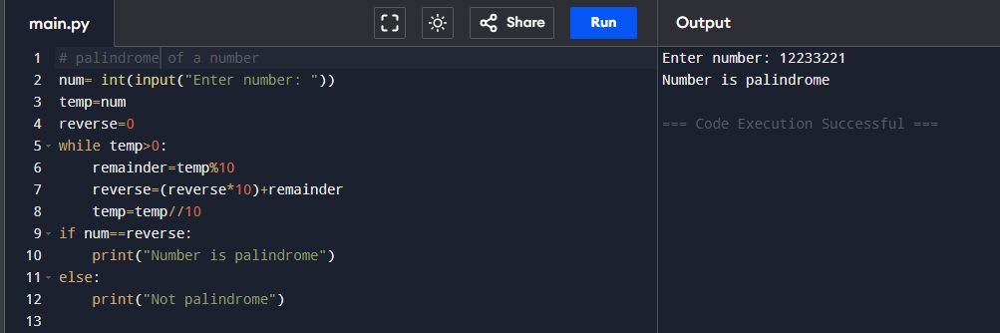 main.py
Share
Run
Output
1 # palindrome of a number
2 num= int(input("Enter number: "))
3 temp=num
4 reverse=0
5 while temp>0:
6     remainder=temp%10
7     reverse=(reverse*10)+remainder
8     temp=temp//10
9 if num==reverse:
10     print("Number is palindrome")
11 else:
12     print("Not palindrome")
13
Enter number: 12233221
Number is palindrome
=== Code Execution Successful ===